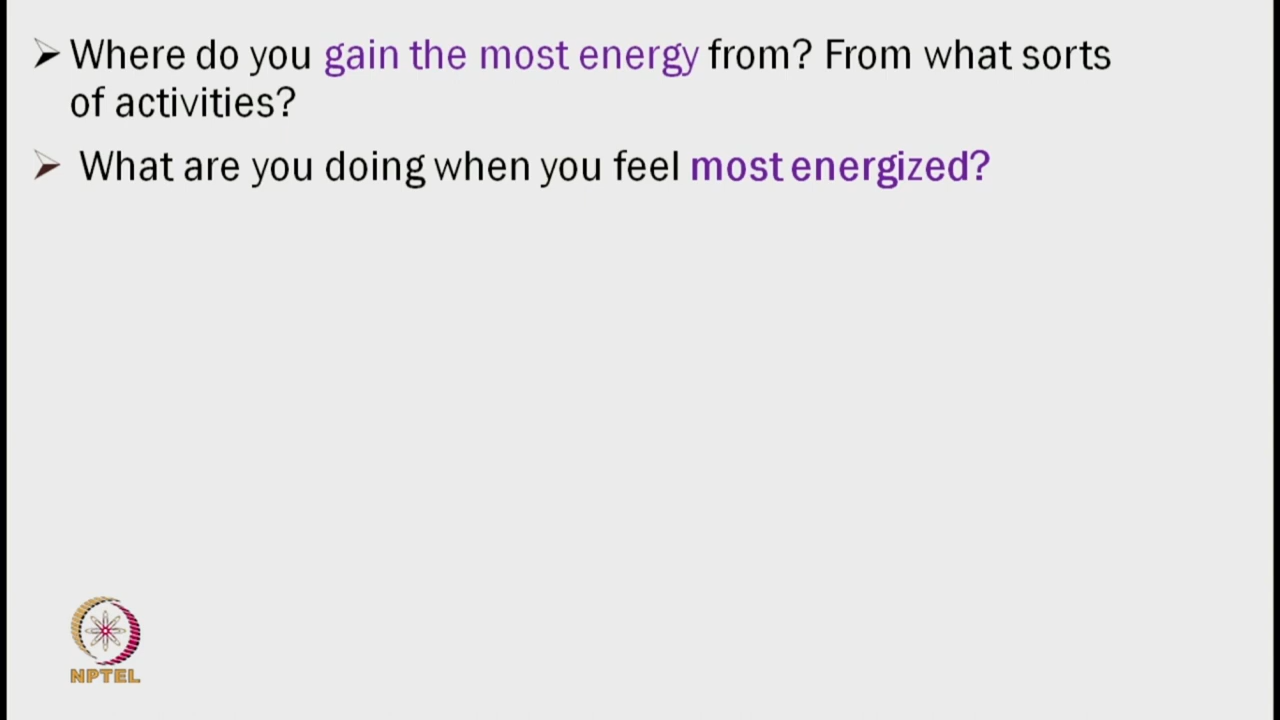 ➢ Where do you gain the most energy from? From what sorts
of activities?
➢ What are you doing when you feel most energized?
NPTEL